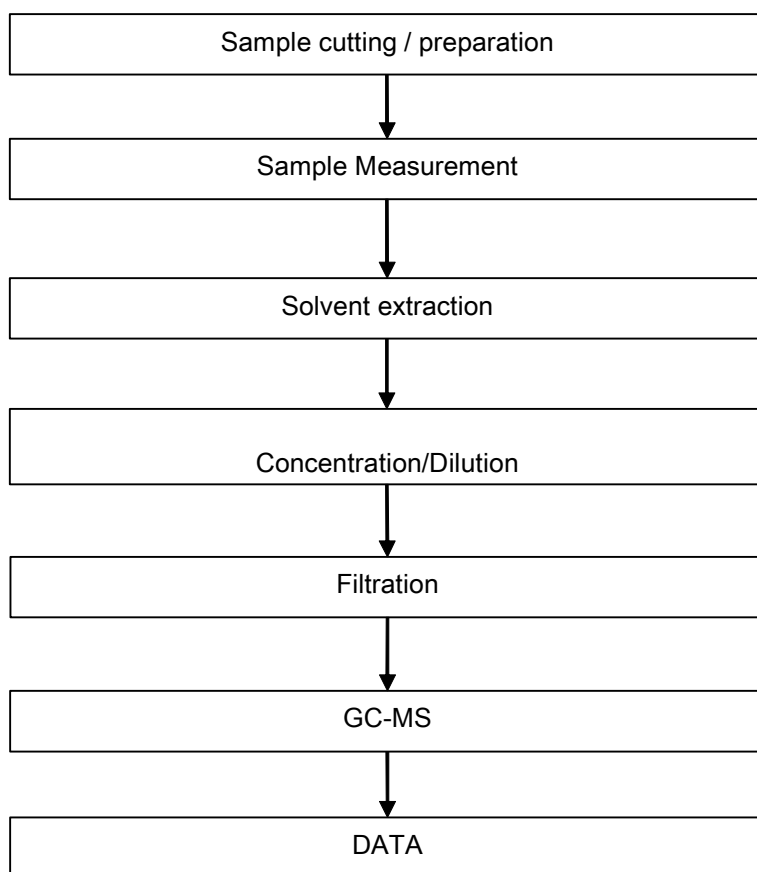 Sample cutting / preparation
Sample Measurement
Solvent extraction
Concentration/Dilution
Filtration
GC-MS
DATA